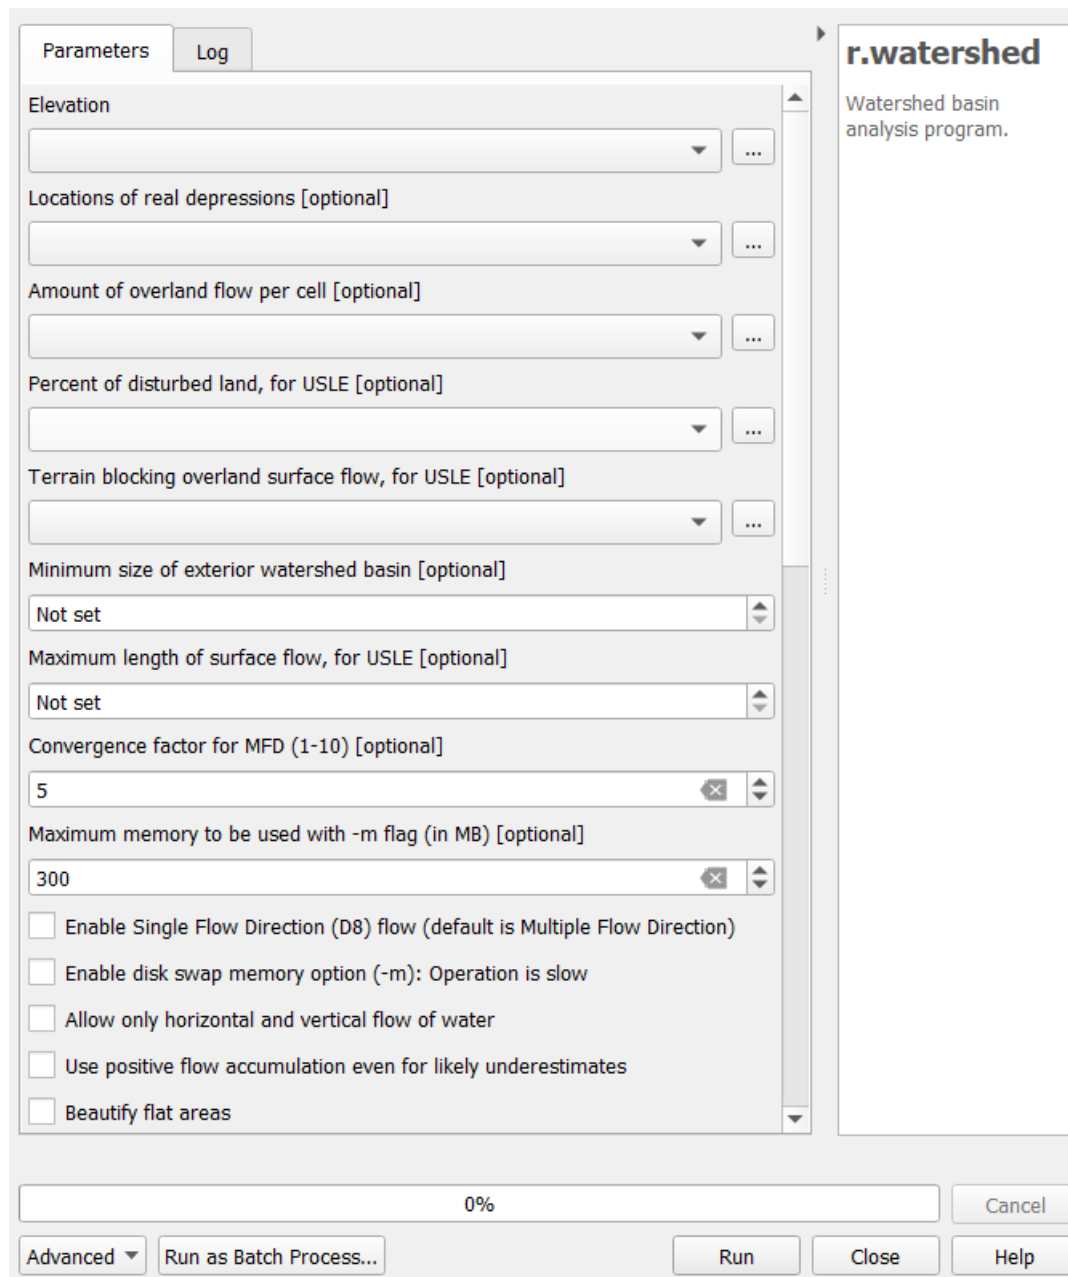 Parameters
Log
Elevation
...
Locations of real depressions [optional]
...
Amount of overland flow per cell [optional]
...
Percent of disturbed land, for USLE [optional]
...
Terrain blocking overland surface flow, for USLE [optional]
...
Minimum size of exterior watershed basin [optional]
Not set
Maximum length of surface flow, for USLE [optional]
Not set
Convergence factor for MFD (1-10) [optional]
5
Maximum memory to be used with -m flag (in MB) [optional]
300
Enable Single Flow Direction (D8) flow (default is Multiple Flow Direction)
Enable disk swap memory option (-m): Operation is slow
Allow only horizontal and vertical flow of water
Use positive flow accumulation even for likely underestimates
Beautify flat areas
r.watershed
Watershed basin
analysis program.
0%
Cancel
Advanced
Run as Batch Process...
Run
Close
Help